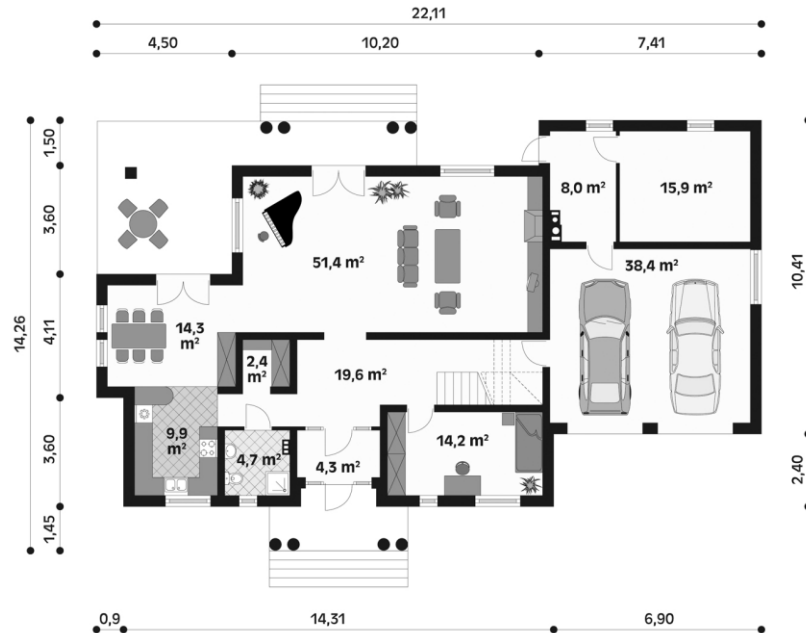 22,11
4,50
10,20
7,41
1,50
3,60
4,11
3,60
1,45
14,26
10,41
2,40
8,0 m²
15,9 m²
51,4 m²
38,4 m²
14,3
m²
2,4
m²
19,6 m²
9,9
m²
4,7 m²
4,3 m²
14,2 m²
0,9
14,31
6,90